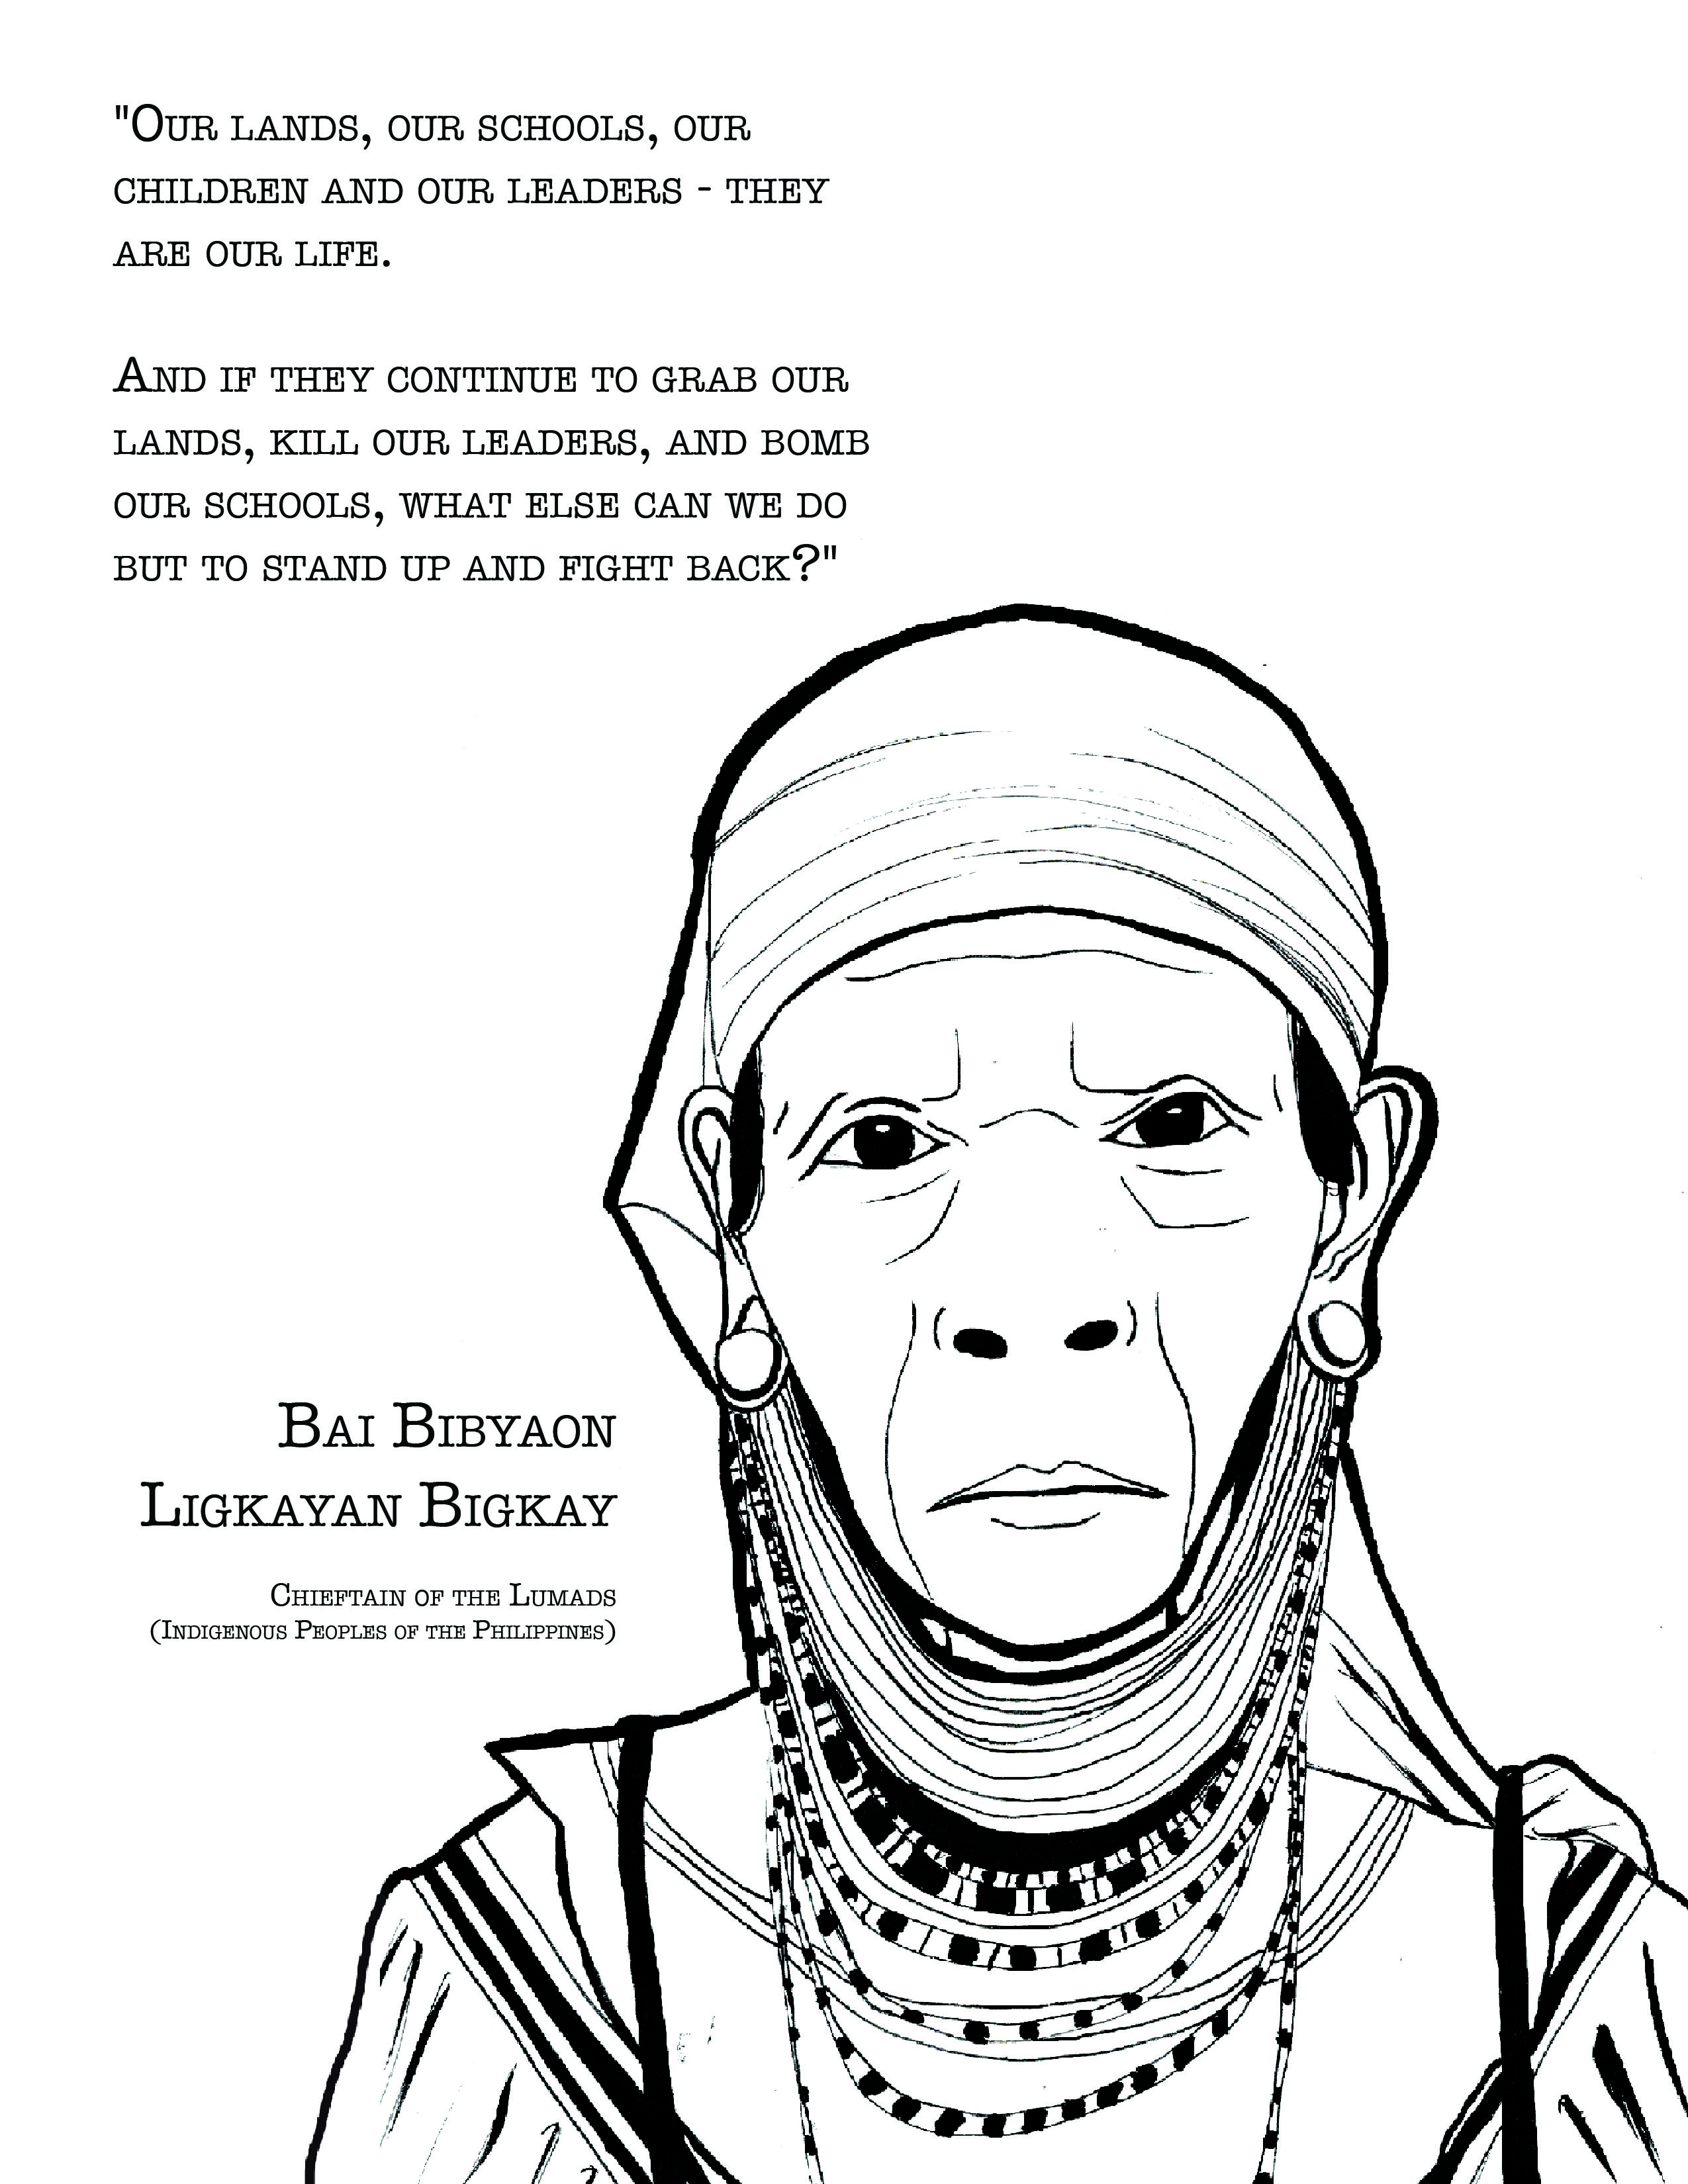 "Our lands, our schools, our
children and our leaders - they
are our life.
And if they continue to grab our
lands, kill our leaders, and bomb
our schools, what else can we do
but to stand up and fight back?"
Bai Bibyaon
Ligkayan Bigkay
Chieftain of the Lumads
(Indigenous Peoples of the Philippines)